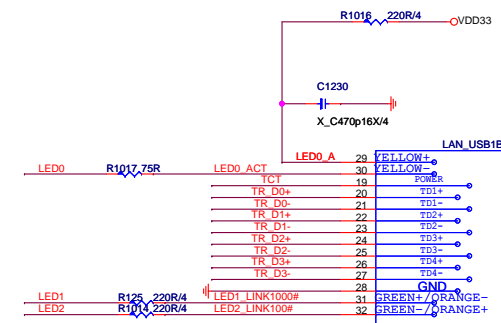 R1016 220R/4
VDD33
C1230
X_C470p16X/4
LAN_USB1B
LED0_A 29 YELLOW+
LED0 R1017 75R LED0_ACT 30 YELLOW-
TCT 19 POWER
TR_D0+ 20 TD1+
TR_D0- 21 TD1-
TR_D1+ 22 TD2+
TR_D1- 23 TD2-
TR_D2+ 24 TD3+
TR_D2- 25 TD3-
TR_D3+ 26 TD4+
TR_D3- 27 TD4-
28 GND
LED1 R125 220R/4 LED1_LINK1000# 31 GREEN+/ORANGE-
LED2 R1014 220R/4 LED2_LINK100# 32 GREEN-/ORANGE+